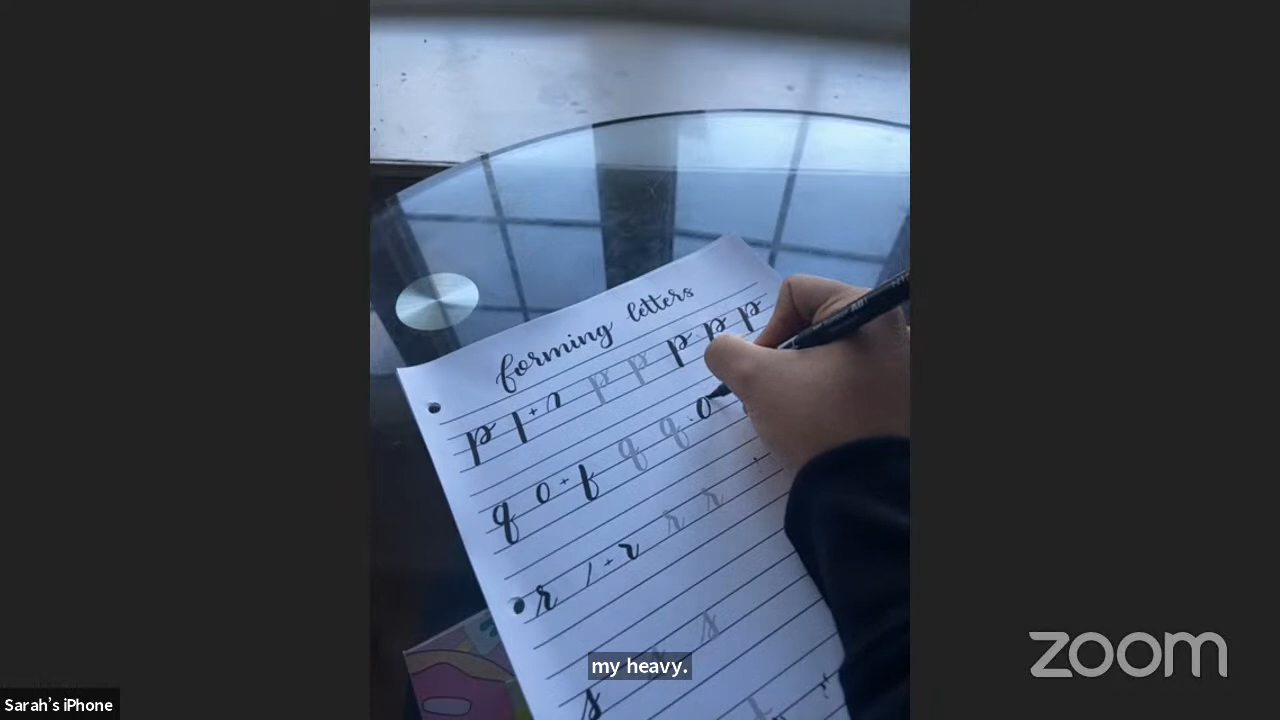 forming letters
p l + n p p p p p
q o + f q q o
r / + r r r
s s
my heavy.
Sarah's iPhone
zoom